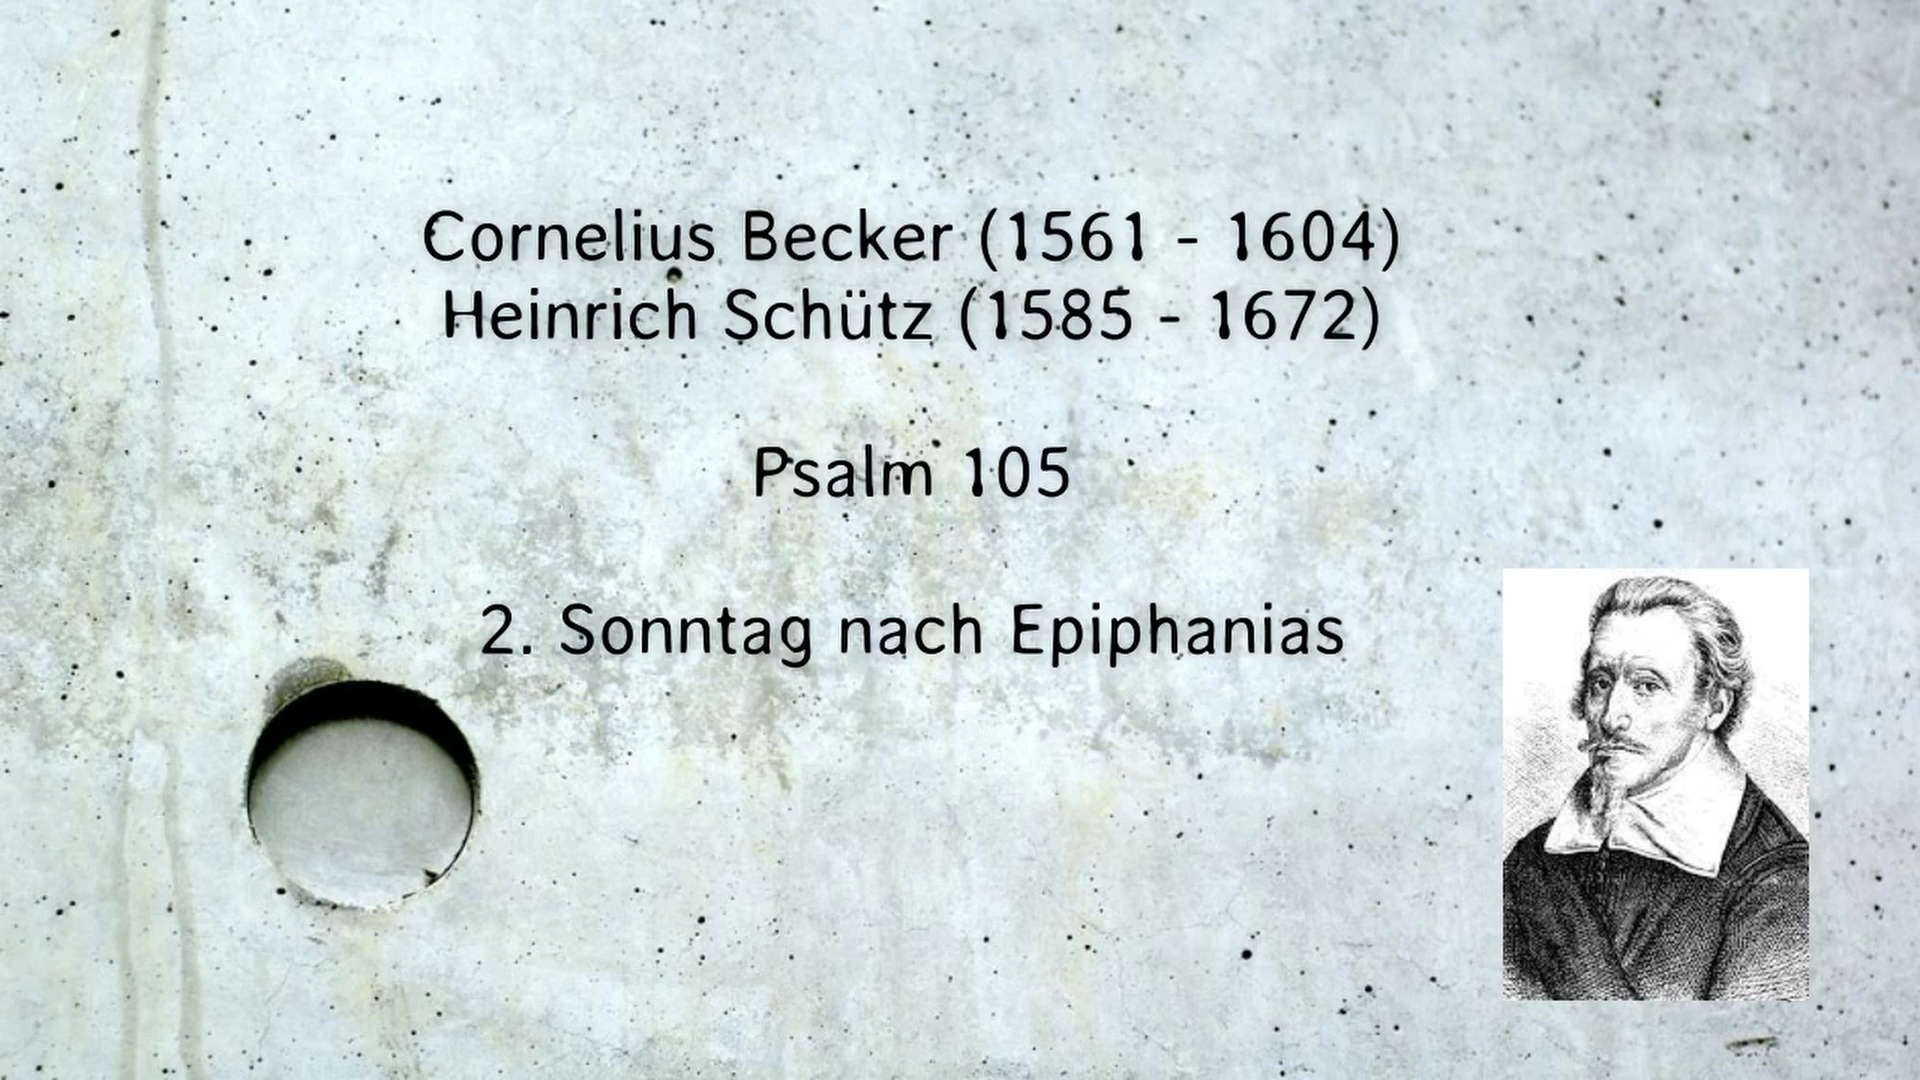 Cornelius Becker (1561 - 1604)
Heinrich Schütz (1585 - 1672)
Psalm 105
2. Sonntag nach Epiphanias